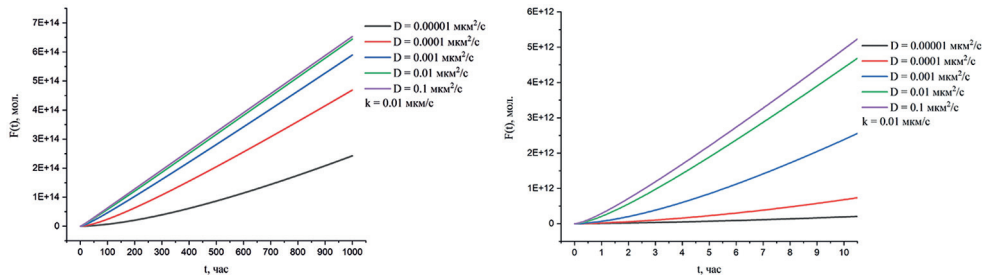 7E+14
6E+14
5E+14
4E+14
3E+14
2E+14
1E+14
0
F(t), мол.
0 100 200 300 400 500 600 700 800 900 1000
t, час
D = 0.00001 мкм²/с
D = 0.0001 мкм²/с
D = 0.001 мкм²/с
D = 0.01 мкм²/с
D = 0.1 мкм²/с
k = 0.01 мкм/с
6E+12
5E+12
4E+12
3E+12
2E+12
1E+12
0
F(t), мол.
0 1 2 3 4 5 6 7 8 9 10
t, час
D = 0.00001 мкм²/с
D = 0.0001 мкм²/с
D = 0.001 мкм²/с
D = 0.01 мкм²/с
D = 0.1 мкм²/с
k = 0.01 мкм/с